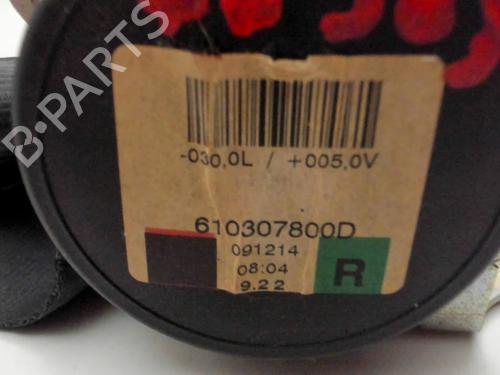 B-PARTS
-030,0L / +005,0V
610307800D
091214
08:04
9.22
R